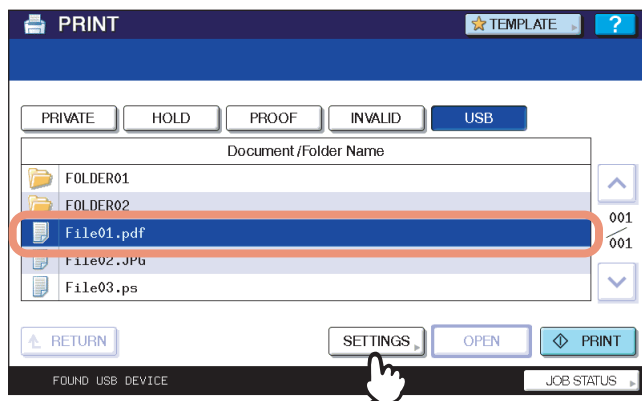 PRINT
TEMPLATE
?
PRIVATE HOLD PROOF INVALID USB
Document/Folder Name
FOLDER01
FOLDER02
File01.pdf
File02.JPG
File03.ps
001
001
RETURN SETTINGS OPEN PRINT
FOUND USB DEVICE JOB STATUS